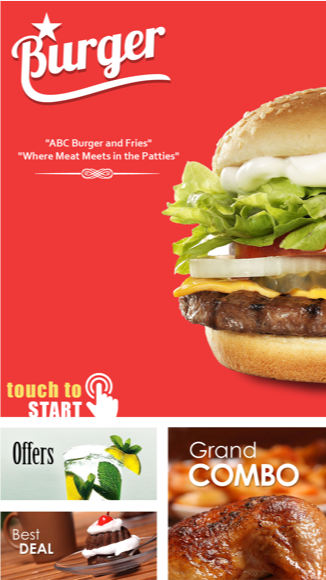 Burger
"ABC Burger and Fries"
"Where Meat Meets in the Patties"
touch to
START
Offers
Best
DEAL
Grand
COMBO